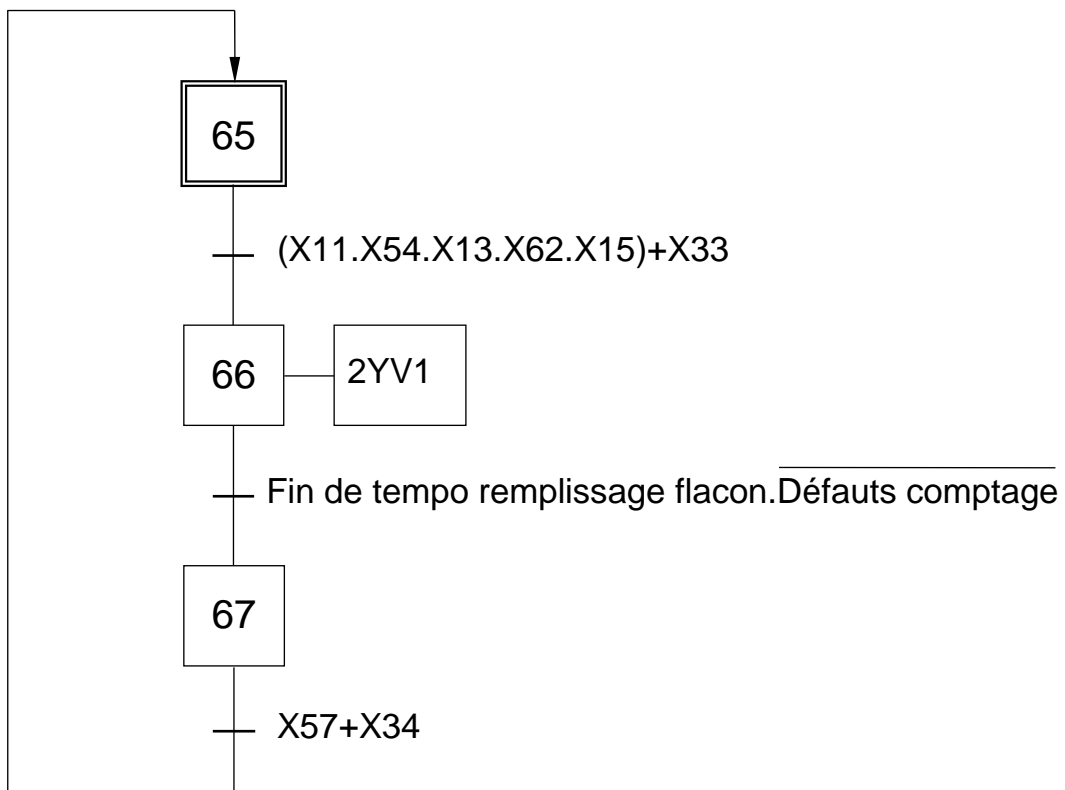 65
(X11.X54.X13.X62.X15)+X33
66
2YV1
Fin de tempo remplissage flacon.Défauts comptage
67
X57+X34